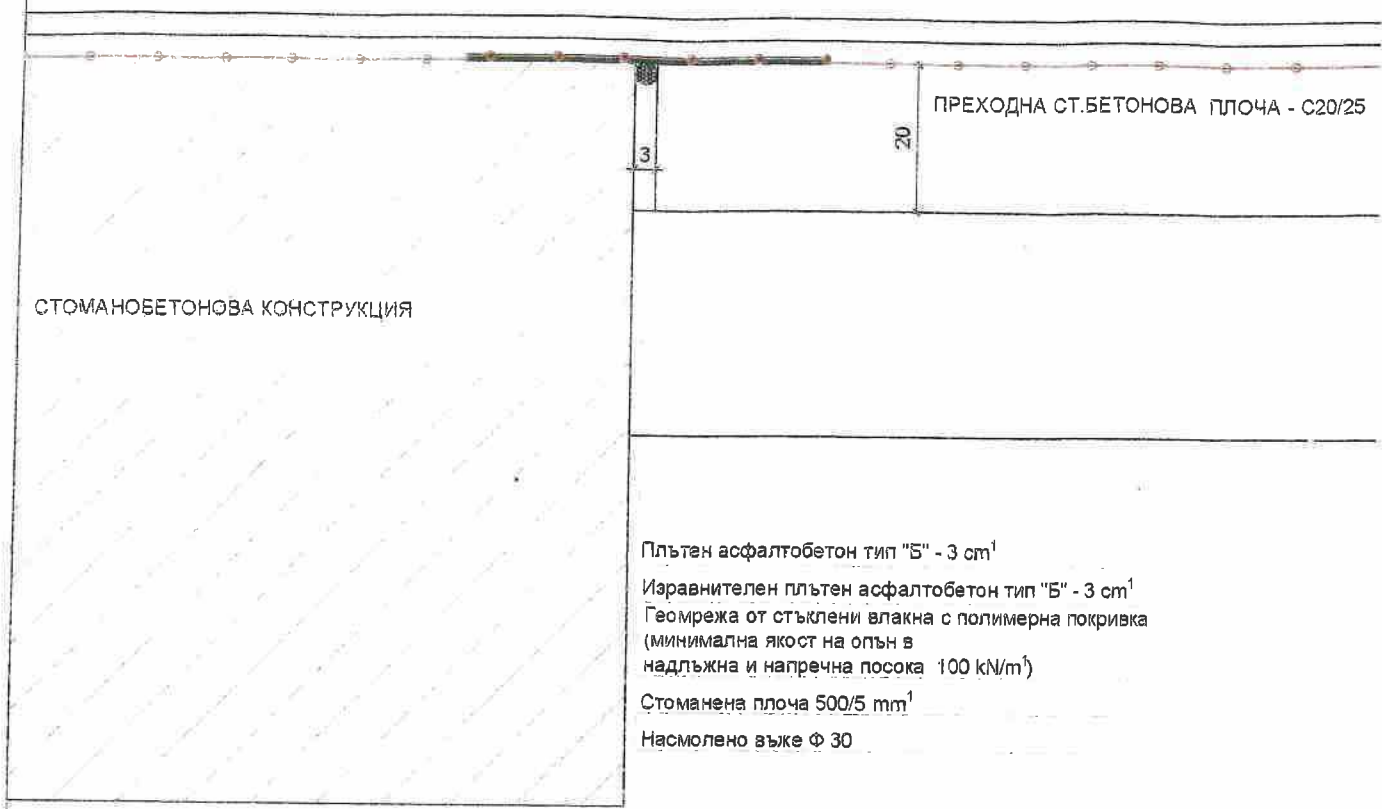 ПРЕХОДНА СТ.БЕТОНОВА ПЛОЧА - C20/25
20
3
СТОМАНОБЕТОНОВА КОНСТРУКЦИЯ
Плътен асфалтобетон тип "Б" - 3 cm¹
Изравнителен плътен асфалтобетон тип "Б" - 3 cm¹
Геомрежа от стъклени влакна с полимерна покривка
(минимална якост на опън в
надлъжна и напречна посока 100 kN/m¹)
Стоманена плоча 500/5 mm¹
Насмолено въже Ф 30